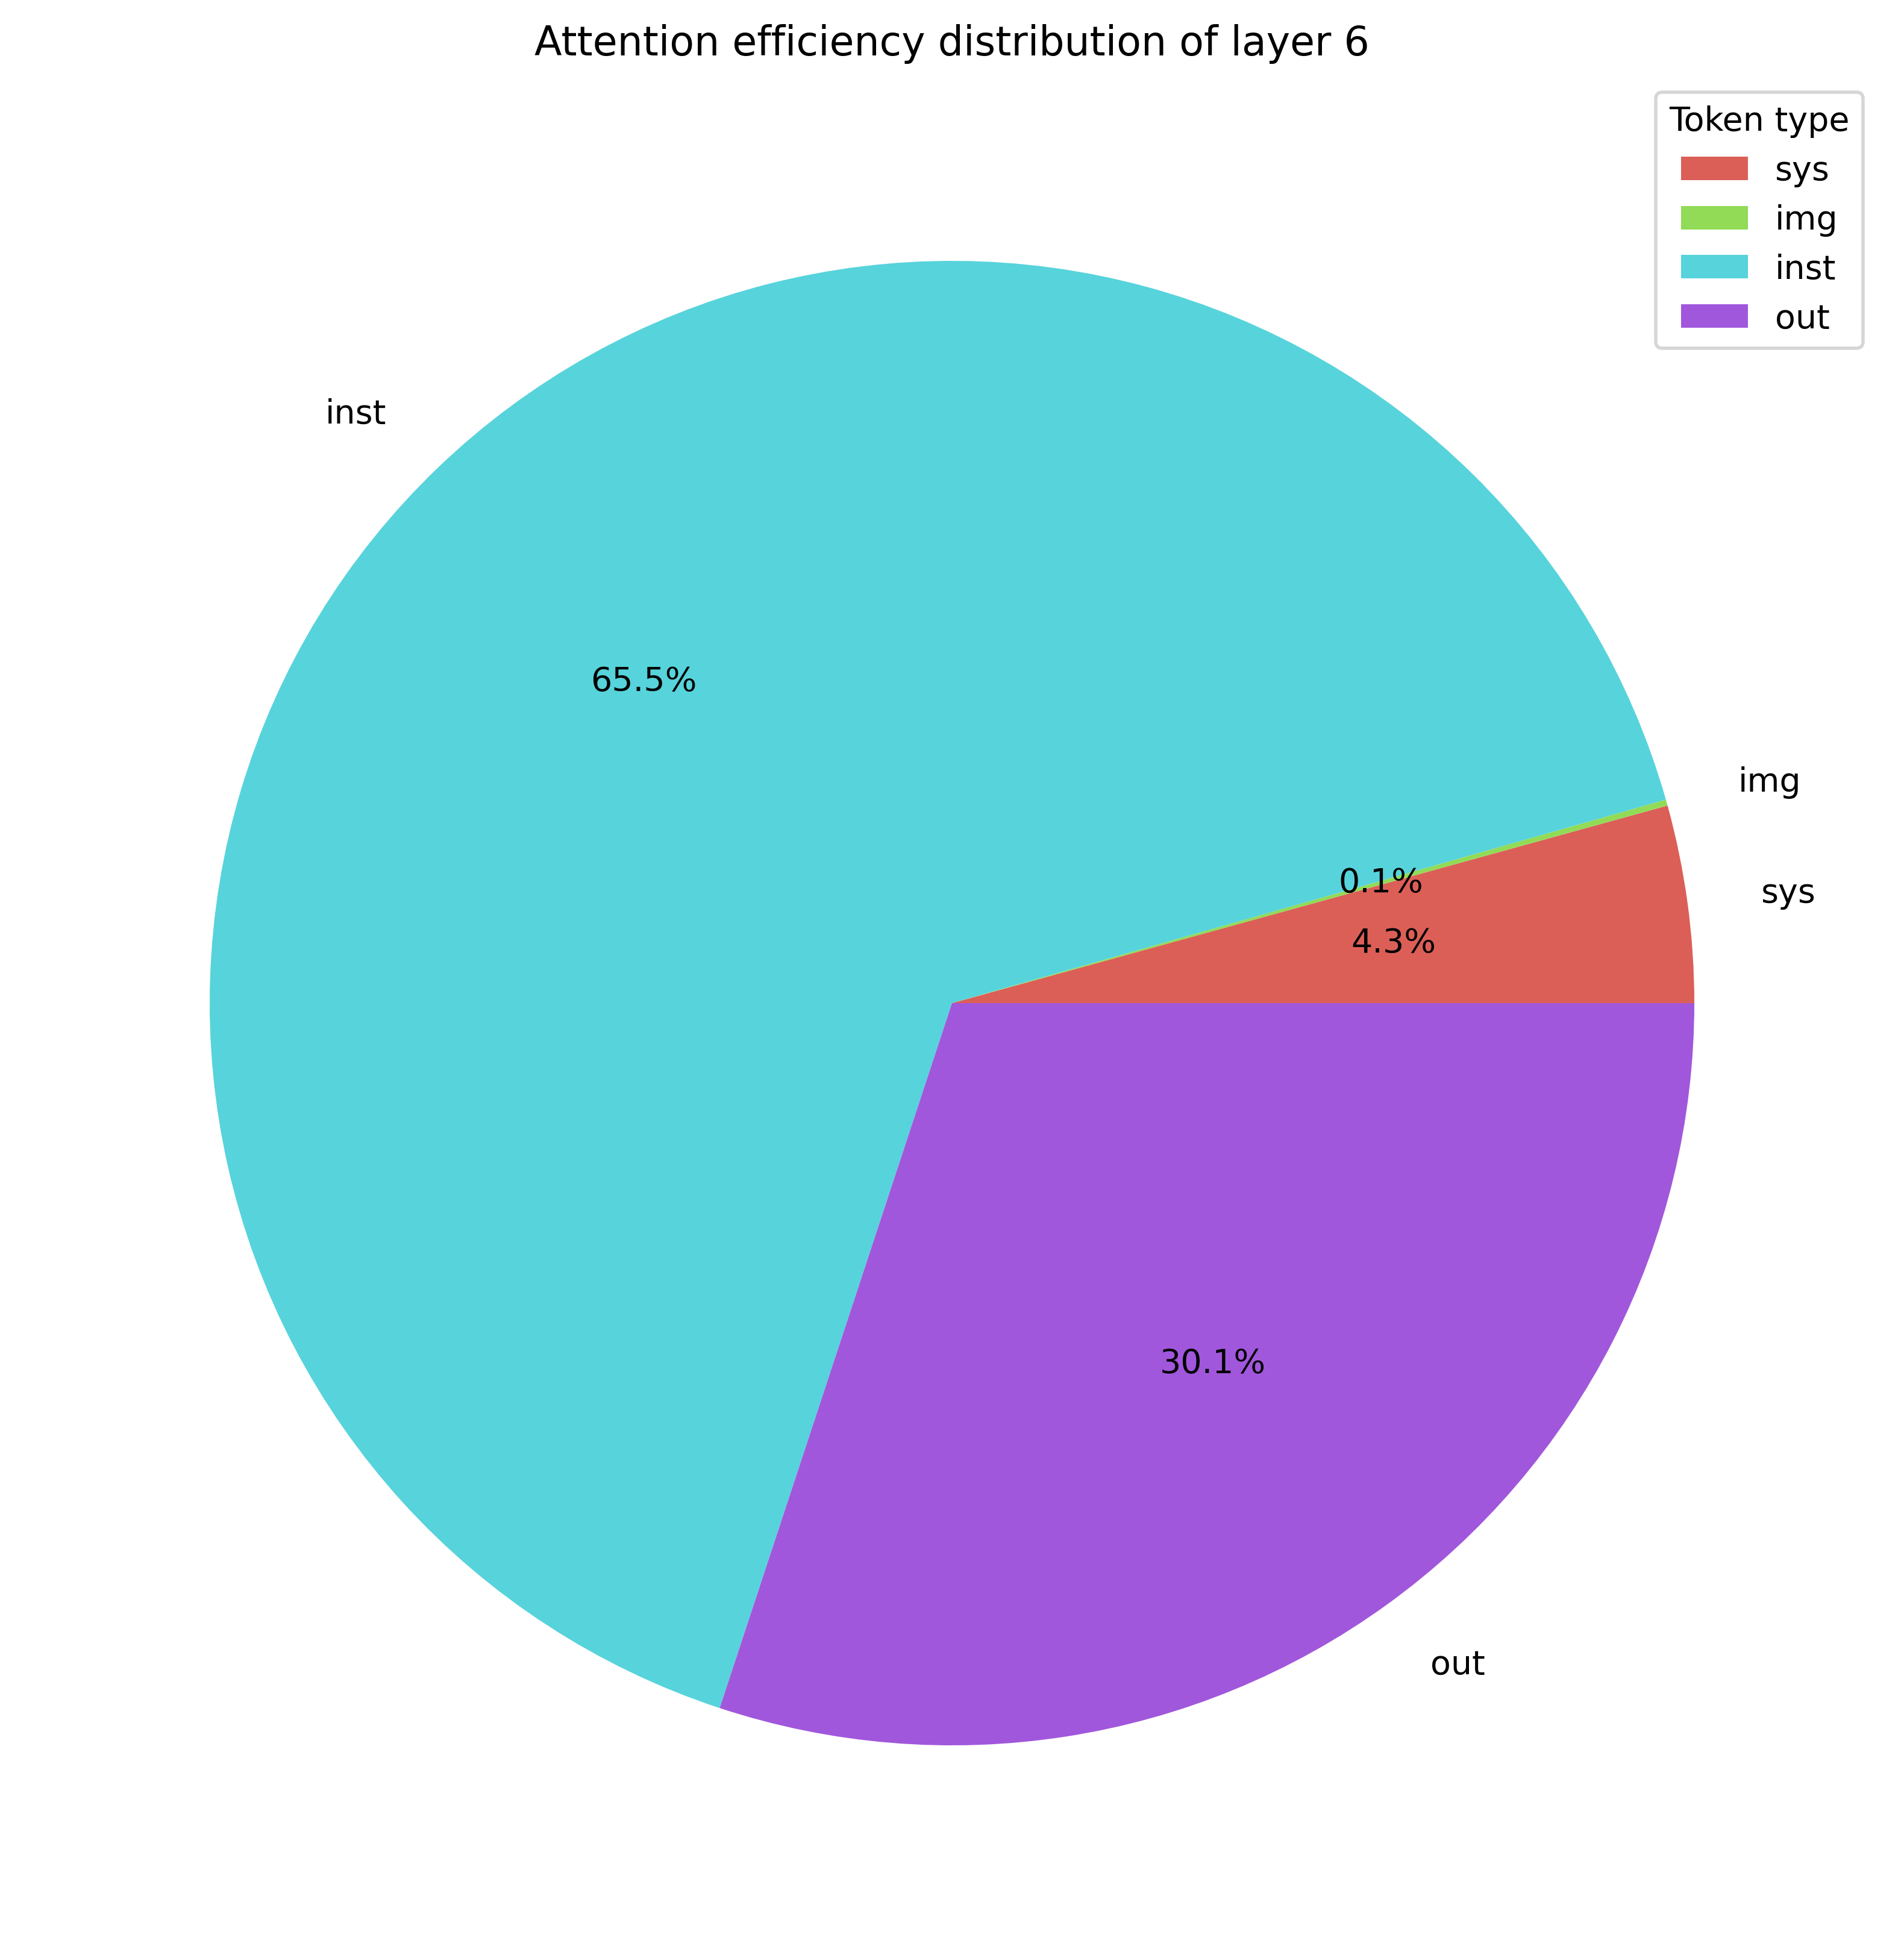 Attention efficiency distribution of layer 6
Token type
sys
img
inst
out
inst
65.5%
img
0.1%
sys
4.3%
30.1%
out